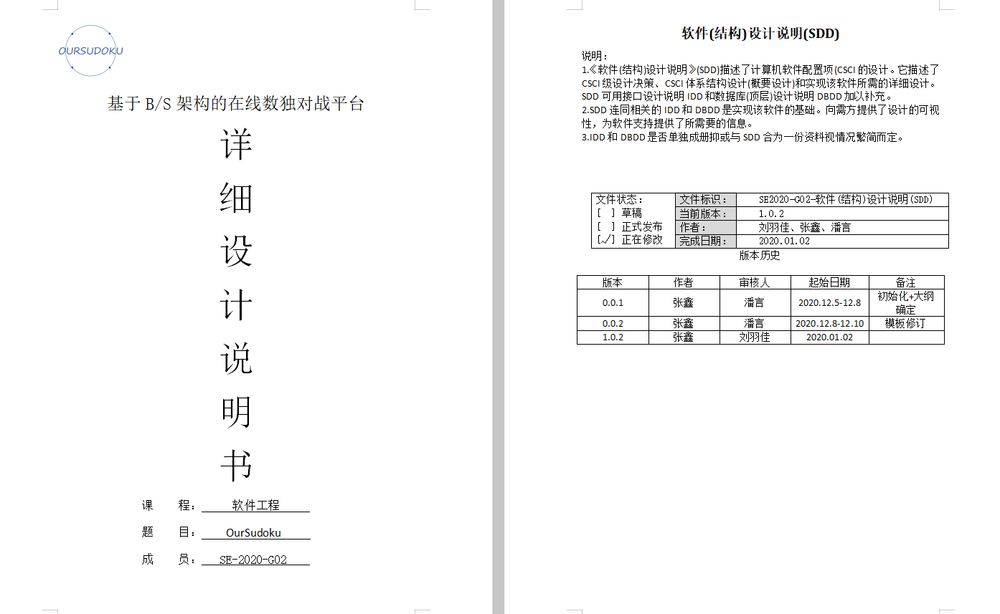 OURSUDOKU
基于 B/S 架构的在线数独对战平台
详
细
设
计
说
明
书
课 程： 软件工程
题 目： OurSudoku
成 员： SE-2020-G02
软件(结构)设计说明(SDD)
说明：
1.《软件(结构)设计说明》(SDD)描述了计算机软件配置项(CSCI 的设计。它描述了
CSCI 级设计决策、CSCI 体系结构设计(概要设计)和实现该软件所需的详细设计。
SDD 可用接口设计说明 IDD 和数据库(顶层)设计说明 DBDD 加以补充。
2.SDD 连同相关的 IDD 和 DBDD 是实现该软件的基础。向需方提供了设计的可视
性，为软件支持提供了所需要的信息。
3.IDD 和 DBDD 是否单独成册抑或与 SDD 合为一份资料视情况繁简而定。
文件状态： 文件标识： SE2020-G02-软件(结构)设计说明(SDD)
[ ] 草稿 当前版本： 1.0.2
[ ] 正式发布 作者： 刘羽佳、张鑫、潘言
[√] 正在修改 完成日期： 2020.01.02
版本历史
版本 作者 审核人 起始日期 备注
0.0.1 张鑫 潘言 2020.12.5-12.8 初始化+大纲
确定
0.0.2 张鑫 潘言 2020.12.8-12.10 模板修订
1.0.2 张鑫 刘羽佳 2020.01.02